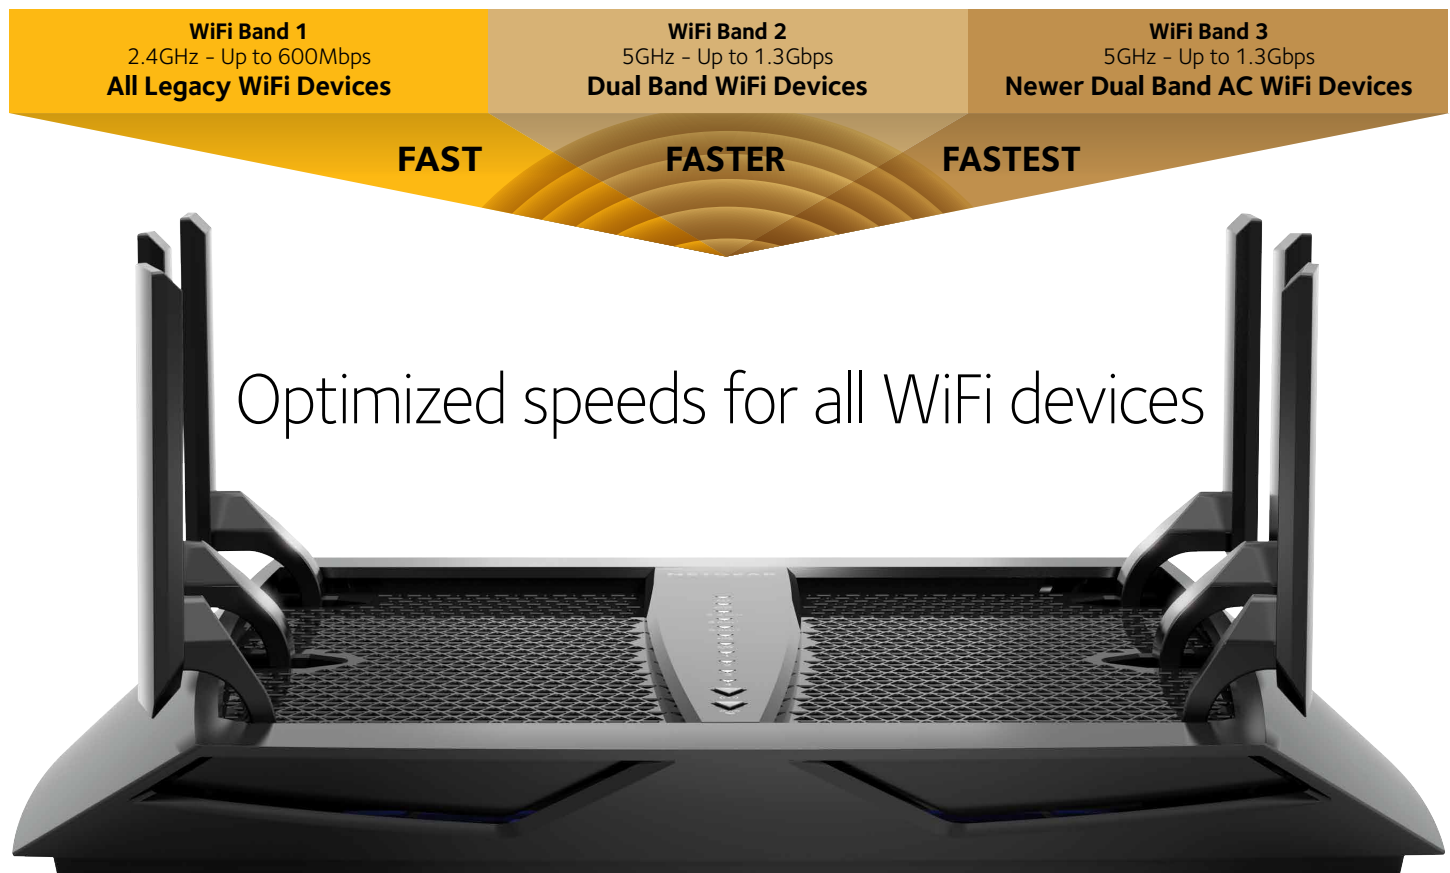 WiFi Band 1
2.4GHz – Up to 600Mbps
All Legacy WiFi Devices
WiFi Band 2
5GHz – Up to 1.3Gbps
Dual Band WiFi Devices
WiFi Band 3
5GHz – Up to 1.3Gbps
Newer Dual Band AC WiFi Devices
FAST
FASTER
FASTEST
Optimized speeds for all WiFi devices
NETGEAR